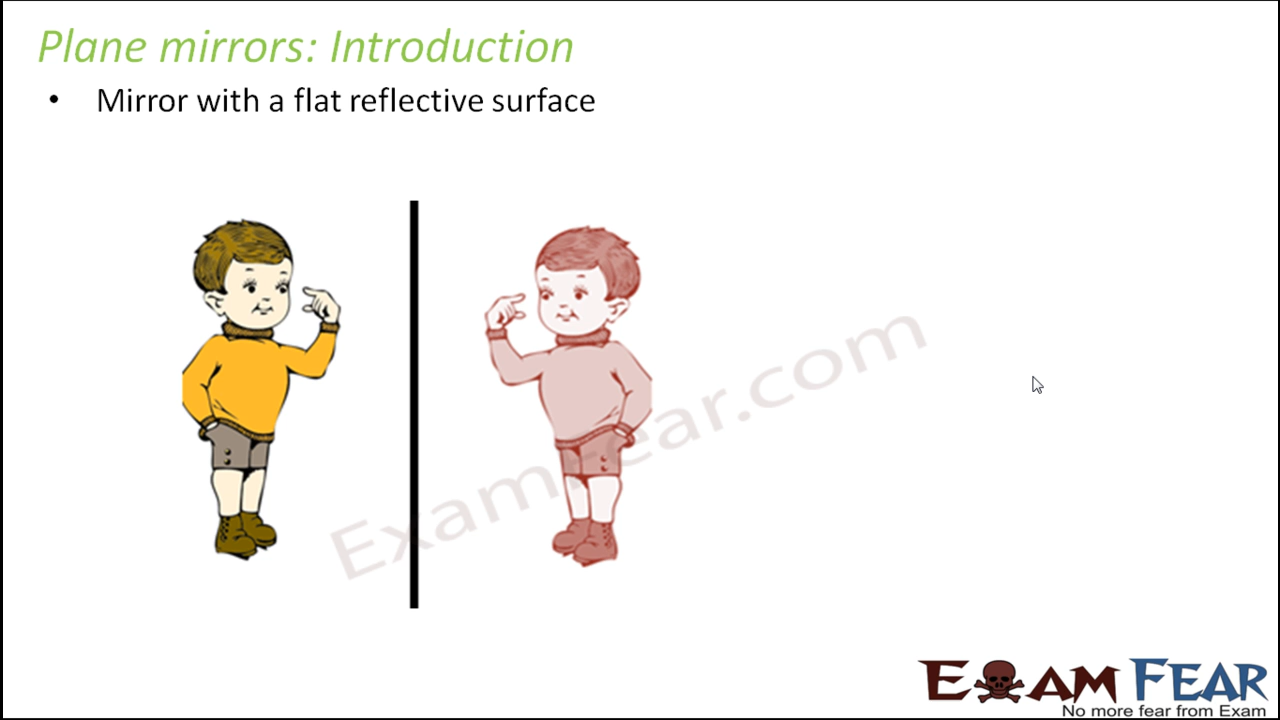 Plane mirrors: Introduction
• Mirror with a flat reflective surface
ExamFear.com
EXAM FEAR
No more fear from Exam